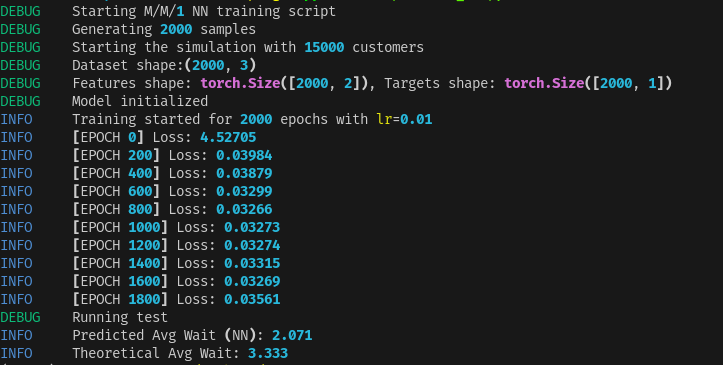 DEBUG Starting M/M/1 NN training script
DEBUG Generating 2000 samples
DEBUG Starting the simulation with 15000 customers
DEBUG Dataset shape:(2000, 3)
DEBUG Features shape: torch.Size([2000, 2]), Targets shape: torch.Size([2000, 1])
DEBUG Model initialized
INFO Training started for 2000 epochs with lr=0.01
INFO [EPOCH 0] Loss: 4.52705
INFO [EPOCH 200] Loss: 0.03984
INFO [EPOCH 400] Loss: 0.03879
INFO [EPOCH 600] Loss: 0.03299
INFO [EPOCH 800] Loss: 0.03266
INFO [EPOCH 1000] Loss: 0.03273
INFO [EPOCH 1200] Loss: 0.03274
INFO [EPOCH 1400] Loss: 0.03315
INFO [EPOCH 1600] Loss: 0.03269
INFO [EPOCH 1800] Loss: 0.03561
DEBUG Running test
INFO Predicted Avg Wait (NN): 2.071
INFO Theoretical Avg Wait: 3.333